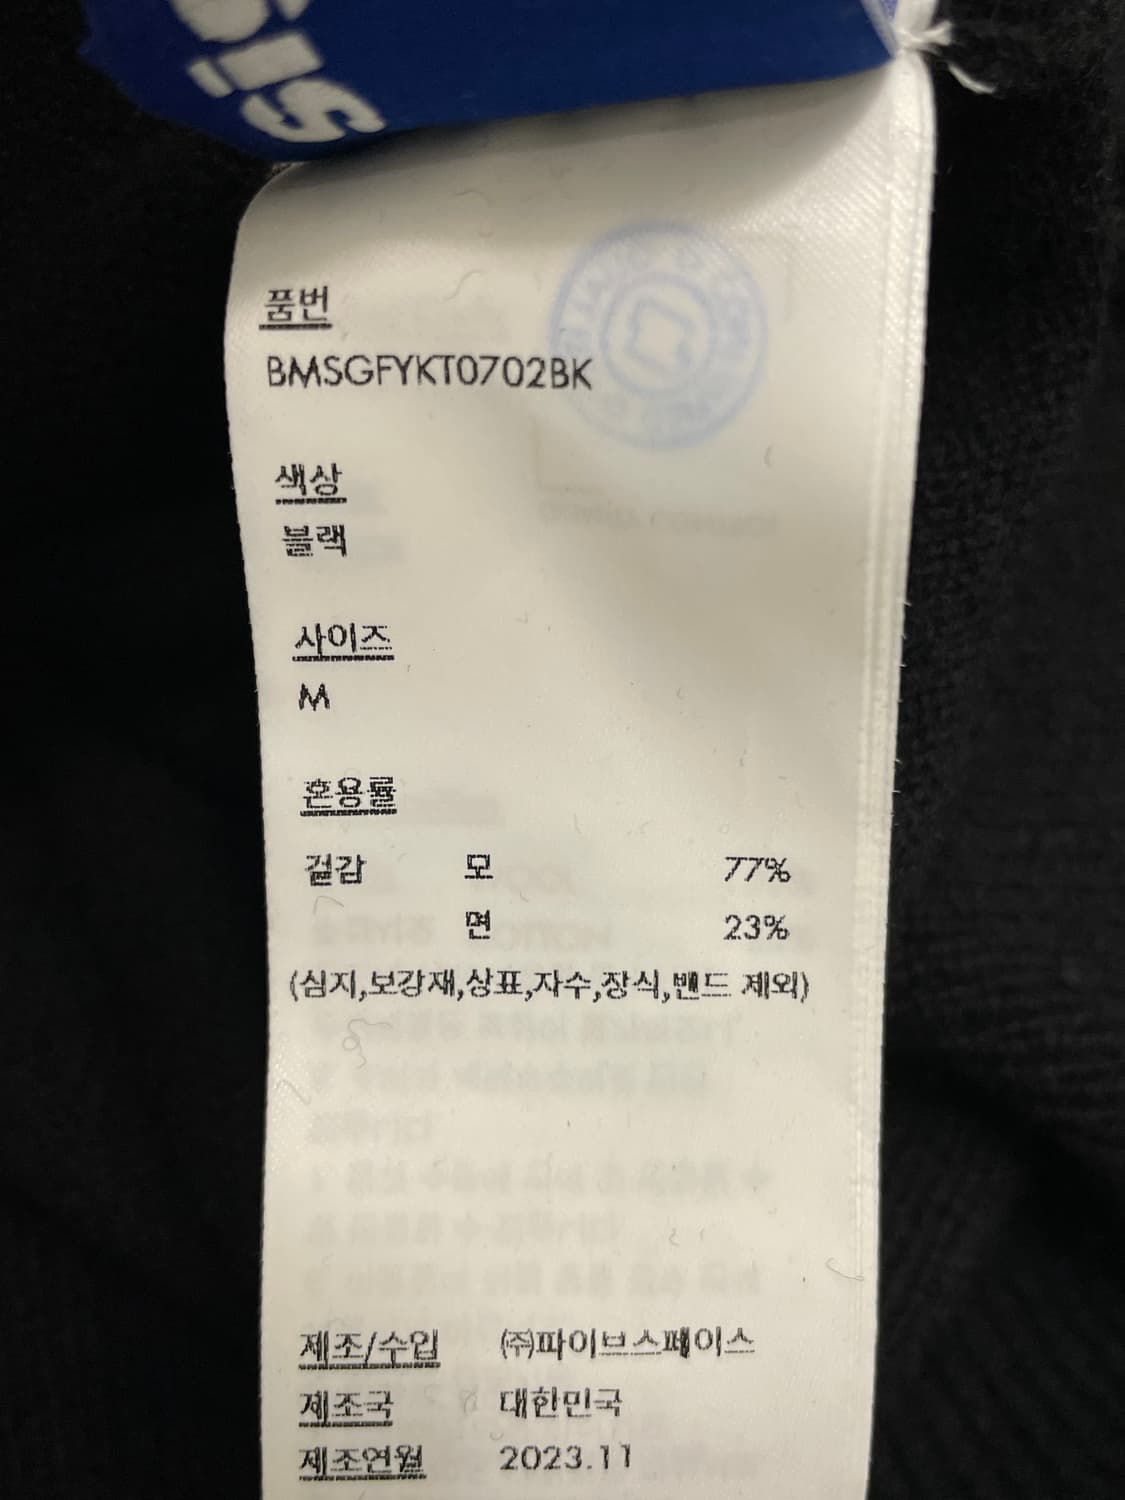 품번
BMSGFYKT0702BK
색상
블랙
사이즈
M
혼용률
겉감 모 77%
면 23%
(심지,보강재,상표,자수,장식,밴드 제외)
제조/수입 ㈜파이브스페이스
제조국 대한민국
제조연월 2023.11